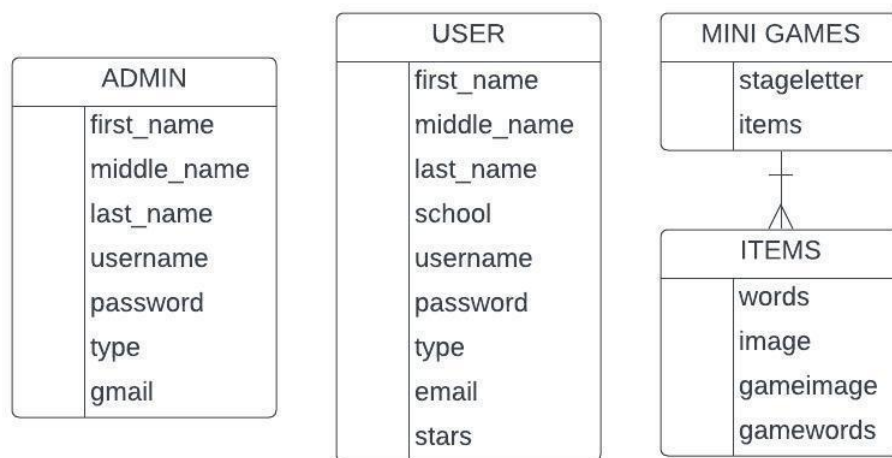 ADMIN
first_name
middle_name
last_name
username
password
type
gmail
USER
first_name
middle_name
last_name
school
username
password
type
email
stars
MINI GAMES
stageletter
items
ITEMS
words
image
gameimage
gamewords